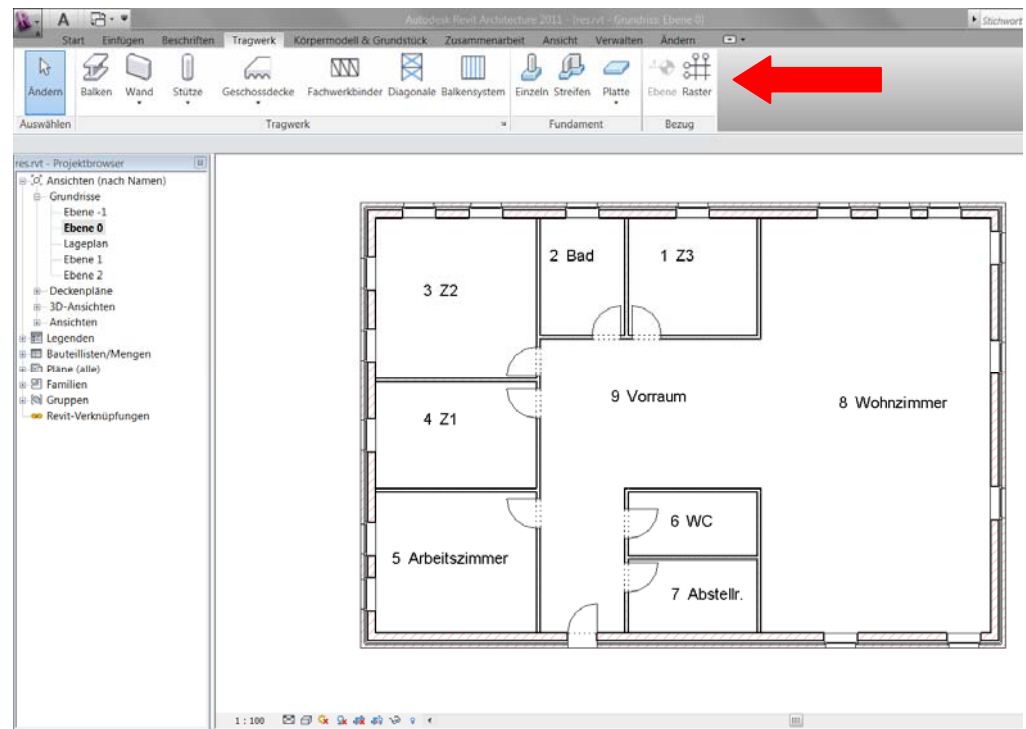 Autodesk Revit Architecture 2011 - [res.rvt - Grundriss: Ebene 0]
Stichwort
Start Einfügen Beschriften Tragwerk Körpermodell & Grundstück Zusammenarbeit Ansicht Verwalten Ändern
Ändern Balken Wand Stütze Geschossdecke Fachwerkbinder Diagonale Balkensystem Einzeln Streifen Platte Ebene Raster
Auswählen Tragwerk Fundament Bezug
res.rvt - Projektbrowser
Ansichten (nach Namen)
Grundrisse
Ebene -1
Ebene 0
Lageplan
Ebene 1
Ebene 2
Deckenpläne
3D-Ansichten
Ansichten
Legenden
Bauteillisten/Mengen
Pläne (alle)
Familien
Gruppen
Revit-Verknüpfungen
2 Bad
1 Z3
3 Z2
9 Vorraum
8 Wohnzimmer
4 Z1
6 WC
5 Arbeitszimmer
7 Abstellr.
1 : 100